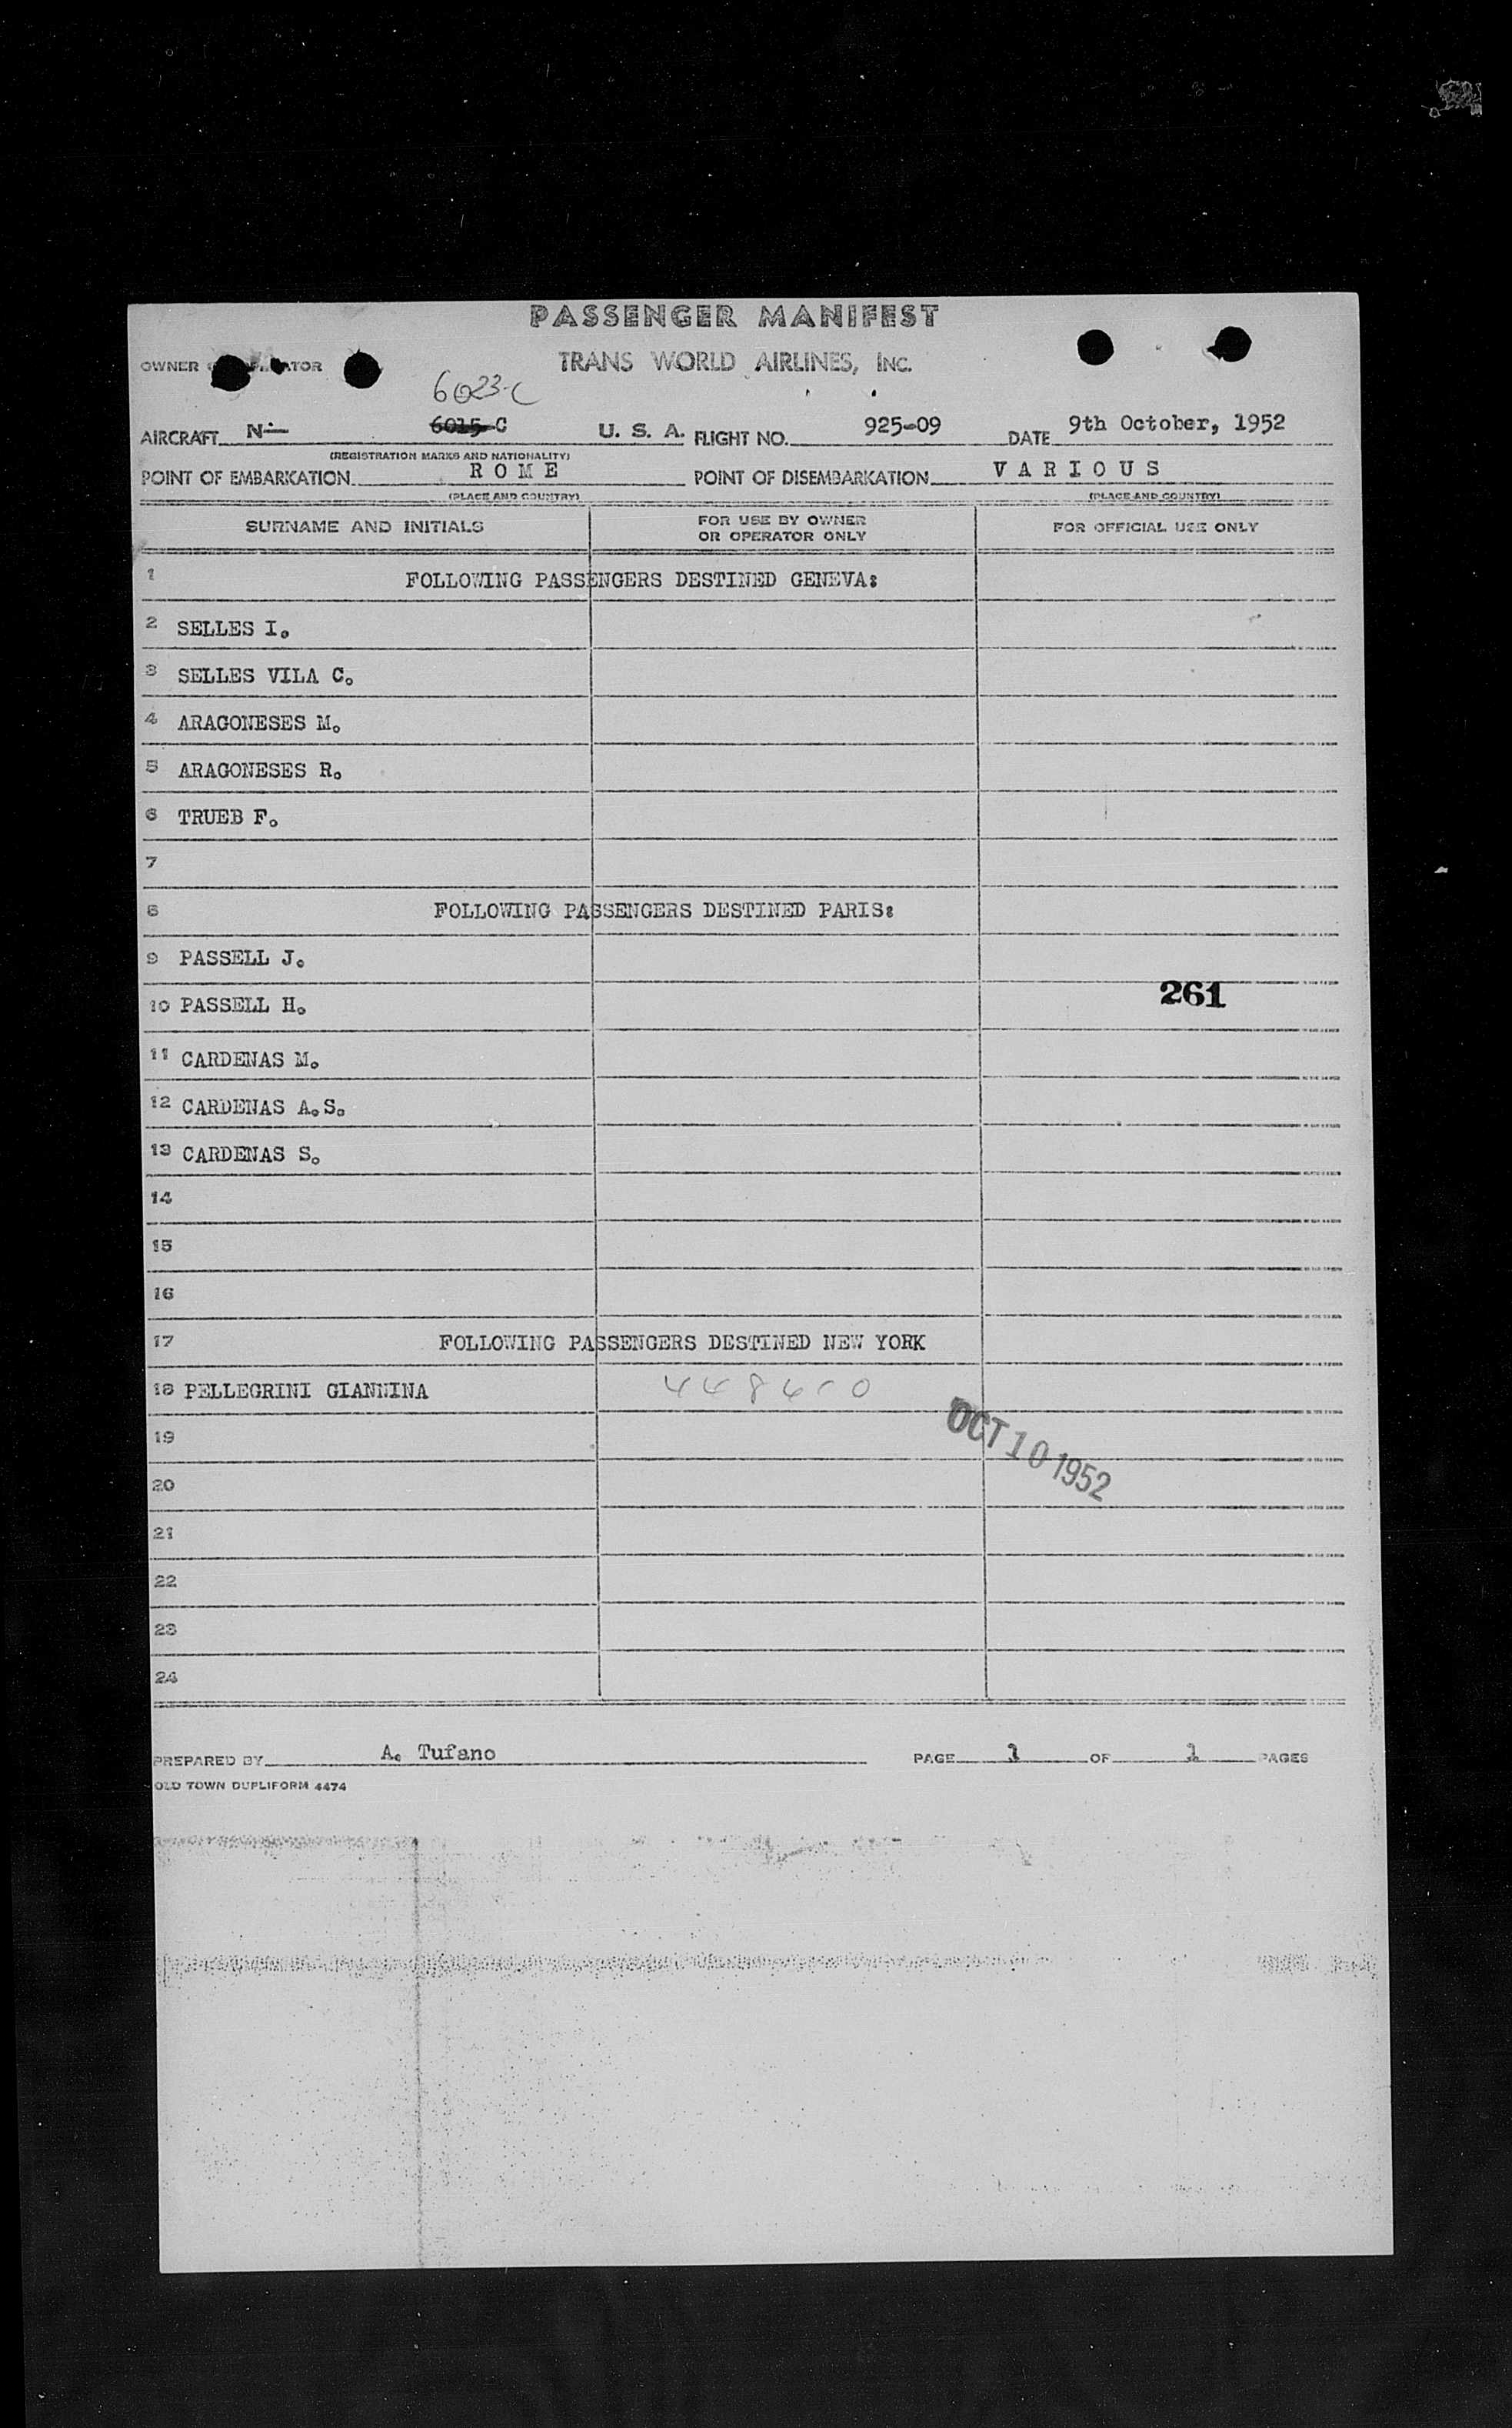 PASSENGER MANIFEST
OWNER TRANS WORLD AIRLINES, INC.
6023-C
AIRCRAFT N- 6015-C U. S. A. FLIGHT NO. 925-09 DATE 9th October, 1952
(REGISTRATION MARKS AND NATIONALITY)
POINT OF EMBARKATION ROME POINT OF DISEMBARKATION VARIOUS
(PLACE AND COUNTRY) (PLACE AND COUNTRY)
SURNAME AND INITIALS FOR USE BY OWNER OR OPERATOR ONLY FOR OFFICIAL USE ONLY
1 FOLLOWING PASSENGERS DESTINED GENEVA:
2 SELLES I.
3 SELLES VILA C.
4 ARAGONESES M.
5 ARAGONESES R.
6 TRUEB F.
7
8 FOLLOWING PASSENGERS DESTINED PARIS:
9 PASSELL J.
10 PASSELL H. 261
11 CARDENAS M.
12 CARDENAS A.S.
13 CARDENAS S.
14
15
16
17 FOLLOWING PASSENGERS DESTINED NEW YORK
18 PELLEGRINI GIANNINA
19 OCT 10 1952
20
21
22
23
24
PREPARED BY A. Tufano PAGE 1 OF 1 PAGES
OLD TOWN DUPLIFORM 4474